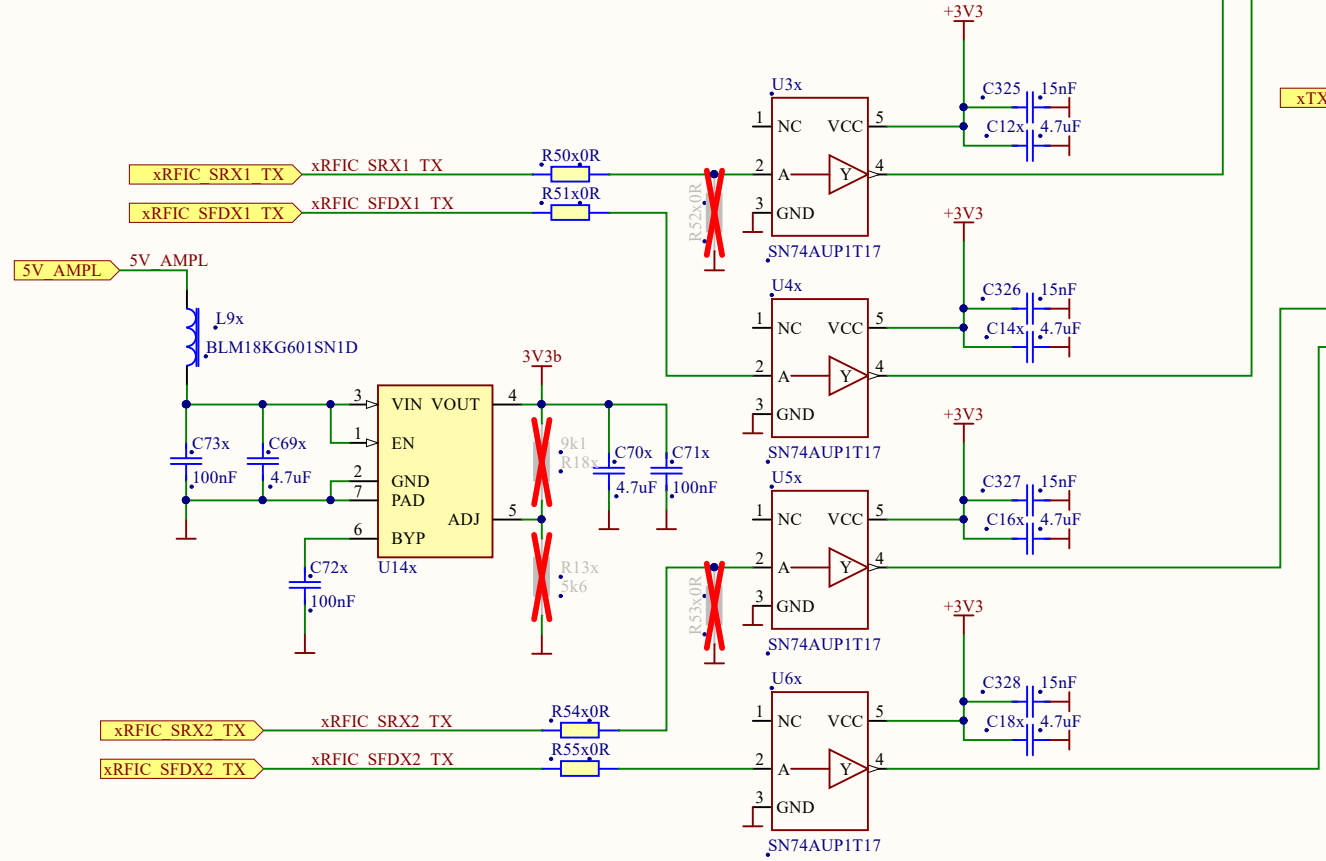 +3V3
U3x
C325 15nF
xTX
1 NC VCC 5
C12x 4.7uF
R50x0R
xRFIC_SRX1_TX
xRFIC_SRX1_TX
2 A Y 4
R51x0R
R52x0R
xRFIC_SFDX1_TX
xRFIC_SFDX1_TX
3 GND
+3V3
SN74AUP1T17
5V_AMPL
5V_AMPL
U4x
C326 15nF
L9x
1 NC VCC 5
C14x 4.7uF
BLM18KG601SN1D
3V3b
2 A Y 4
3 VIN VOUT 4
3 GND
+3V3
1 EN
9k1
R18x
C73x
C69x
C70x
C71x
SN74AUP1T17
100nF
4.7uF
4.7uF
100nF
2 GND
7 PAD
U5x
C327 15nF
ADJ 5
1 NC VCC 5
C16x 4.7uF
6 BYP
U14x
C72x
100nF
R13x
5k6
2 A Y 4
R53x0R
3 GND
+3V3
SN74AUP1T17
U6x
C328 15nF
R54x0R
xRFIC_SRX2_TX
xRFIC_SRX2_TX
1 NC VCC 5
C18x 4.7uF
R55x0R
xRFIC_SFDX2_TX
xRFIC_SFDX2_TX
2 A Y 4
3 GND
SN74AUP1T17